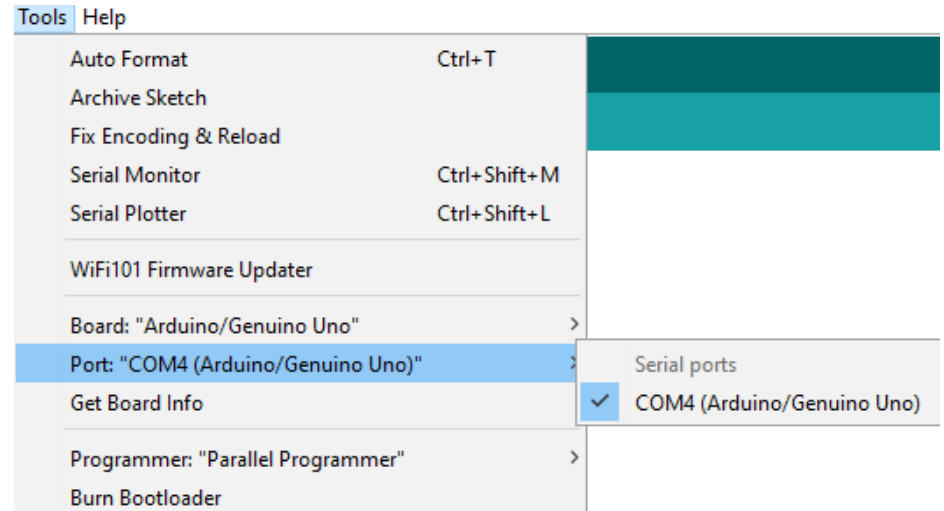 Tools Help
Auto Format Ctrl+T
Archive Sketch
Fix Encoding & Reload
Serial Monitor Ctrl+Shift+M
Serial Plotter Ctrl+Shift+L
WiFi101 Firmware Updater
Board: "Arduino/Genuino Uno"
Port: "COM4 (Arduino/Genuino Uno)"
Serial ports
COM4 (Arduino/Genuino Uno)
Get Board Info
Programmer: "Parallel Programmer"
Burn Bootloader